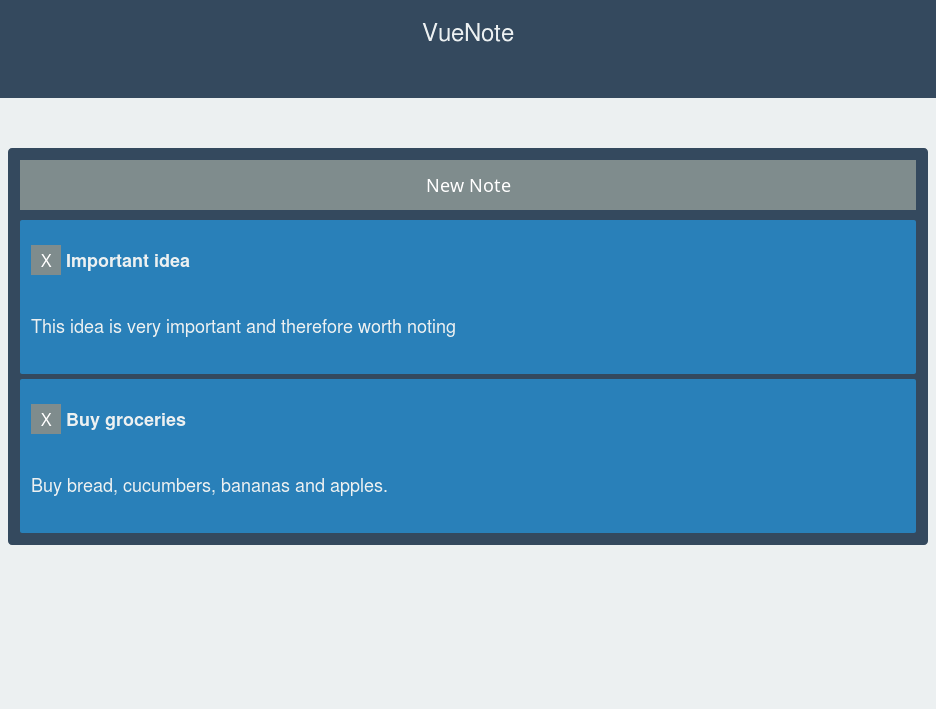 VueNote
New Note
X Important idea
This idea is very important and therefore worth noting
X Buy groceries
Buy bread, cucumbers, bananas and apples.